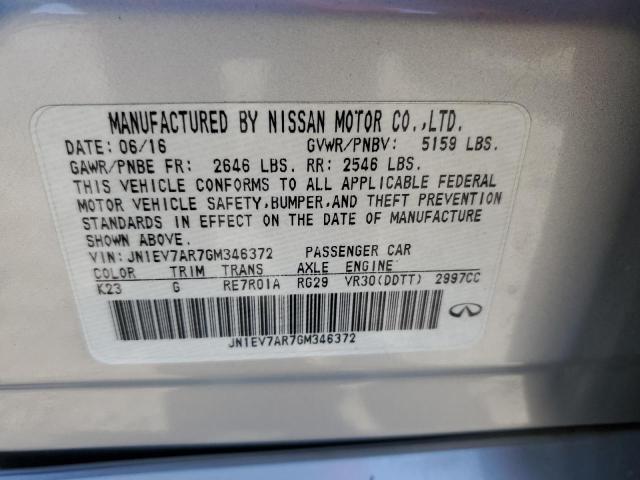 MANUFACTURED BY NISSAN MOTOR CO.,LTD.
DATE: 06/16 GVWR/PNBV: 5159 LBS.
GAWR/PNBE FR: 2646 LBS. RR: 2546 LBS.
THIS VEHICLE CONFORMS TO ALL APPLICABLE FEDERAL
MOTOR VEHICLE SAFETY,BUMPER,AND THEFT PREVENTION
STANDARDS IN EFFECT ON THE DATE OF MANUFACTURE
SHOWN ABOVE.
VIN: JN1EV7AR7GM346372 PASSENGER CAR
COLOR TRIM TRANS AXLE ENGINE
K23 G RE7R01A RG29 VR30(DDTT) 2997CC
JN1EV7AR7GM346372